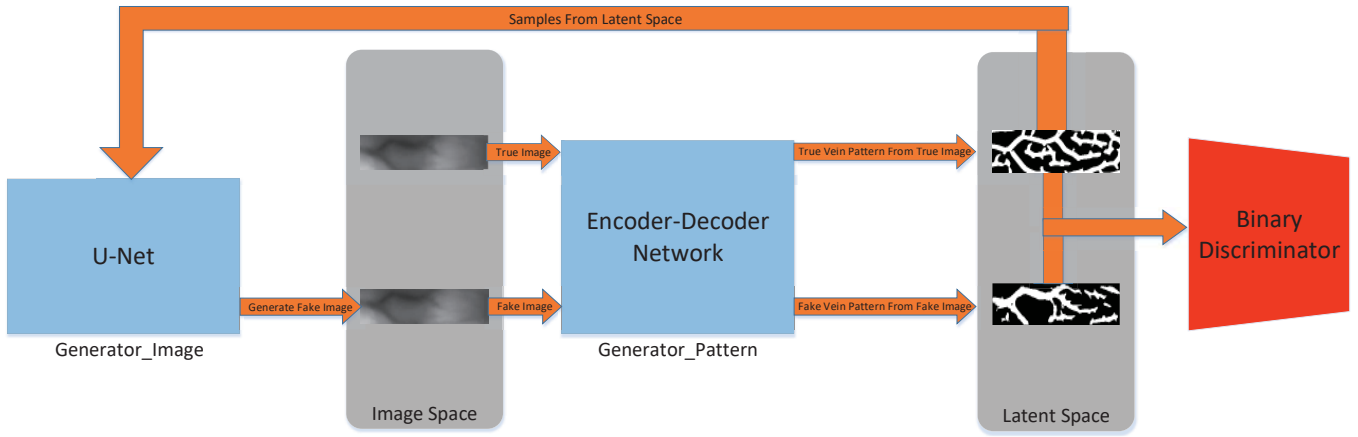 Samples From Latent Space
True Image
True Vein Pattern From True Image
U-Net
Encoder-Decoder
Network
Binary
Discriminator
Generate Fake Image
Fake Image
Fake Vein Pattern From Fake Image
Generator_Image
Generator_Pattern
Image Space
Latent Space